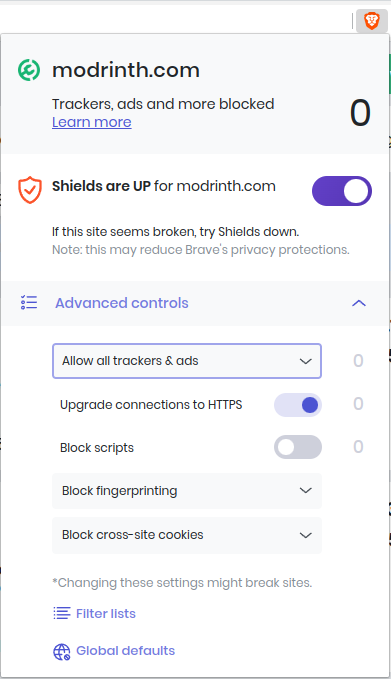 modrinth.com
Trackers, ads and more blocked
Learn more
0
Shields are UP for modrinth.com
If this site seems broken, try Shields down.
Note: this may reduce Brave's privacy protections.
Advanced controls
Allow all trackers & ads 0
Upgrade connections to HTTPS 0
Block scripts 0
Block fingerprinting
Block cross-site cookies
*Changing these settings might break sites.
Filter lists
Global defaults